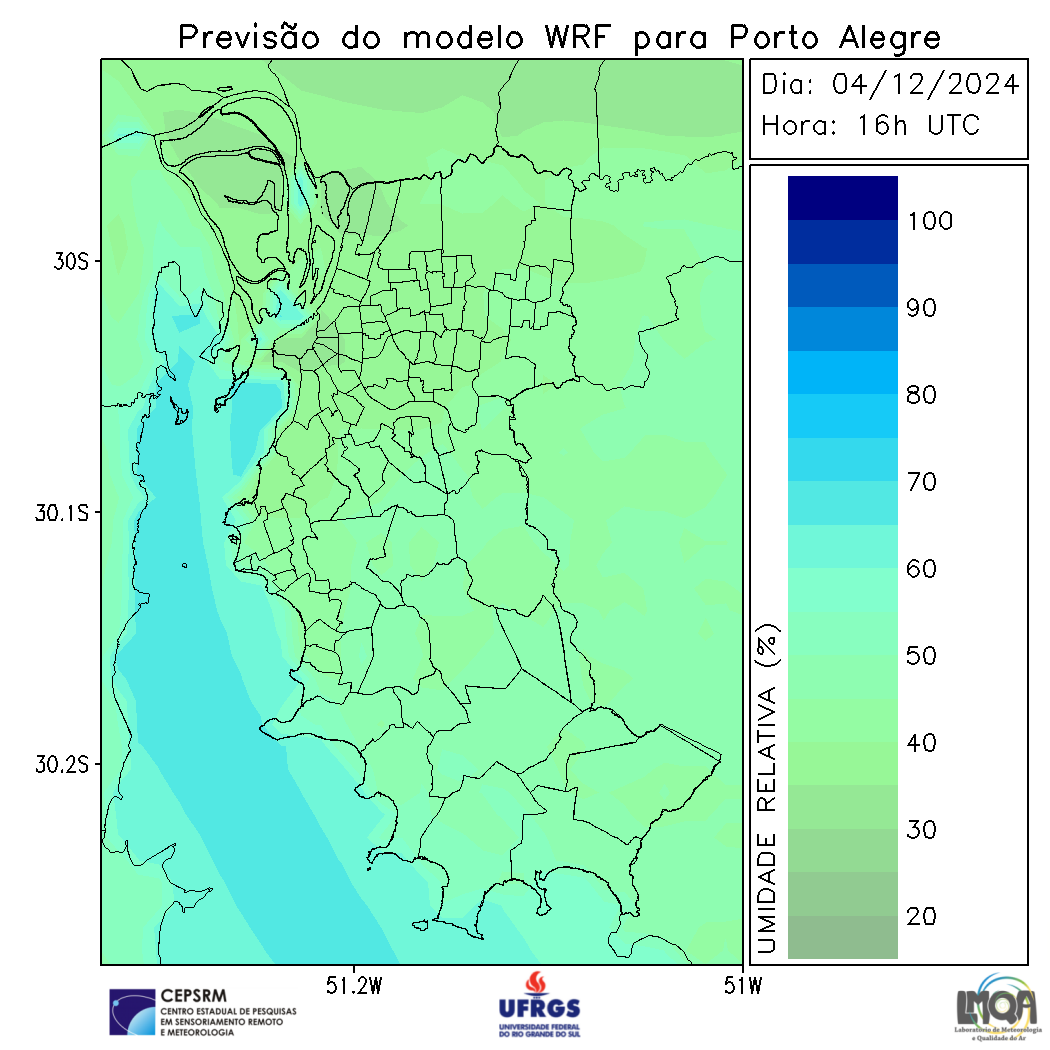 Previsão do modelo WRF para Porto Alegre
Dia: 04/12/2024
Hora: 16h UTC
100
90
80
70
60
50
40
30
20
UMIDADE RELATIVA (%)
30S
30.1S
30.2S
51.2W
51W
CEPSRM
CENTRO ESTADUAL DE PESQUISAS
EM SENSORIAMENTO REMOTO
E METEOROLOGIA
UFRGS
UNIVERSIDADE FEDERAL
DO RIO GRANDE DO SUL
LMQA
Laboratório de Meteorologia
e Qualidade do Ar